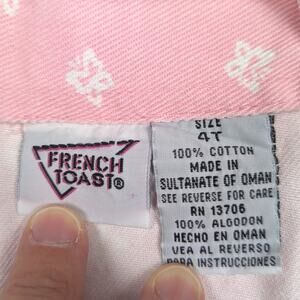 FRENCH
TOAST®
SIZE
4T
100% COTTON
MADE IN
SULTANATE OF OMAN
SEE REVERSE FOR CARE
RN 13706
100% ALGODON
HECHO EN OMAN
VEA AL REVERSO
PARA INSTRUCCIONES